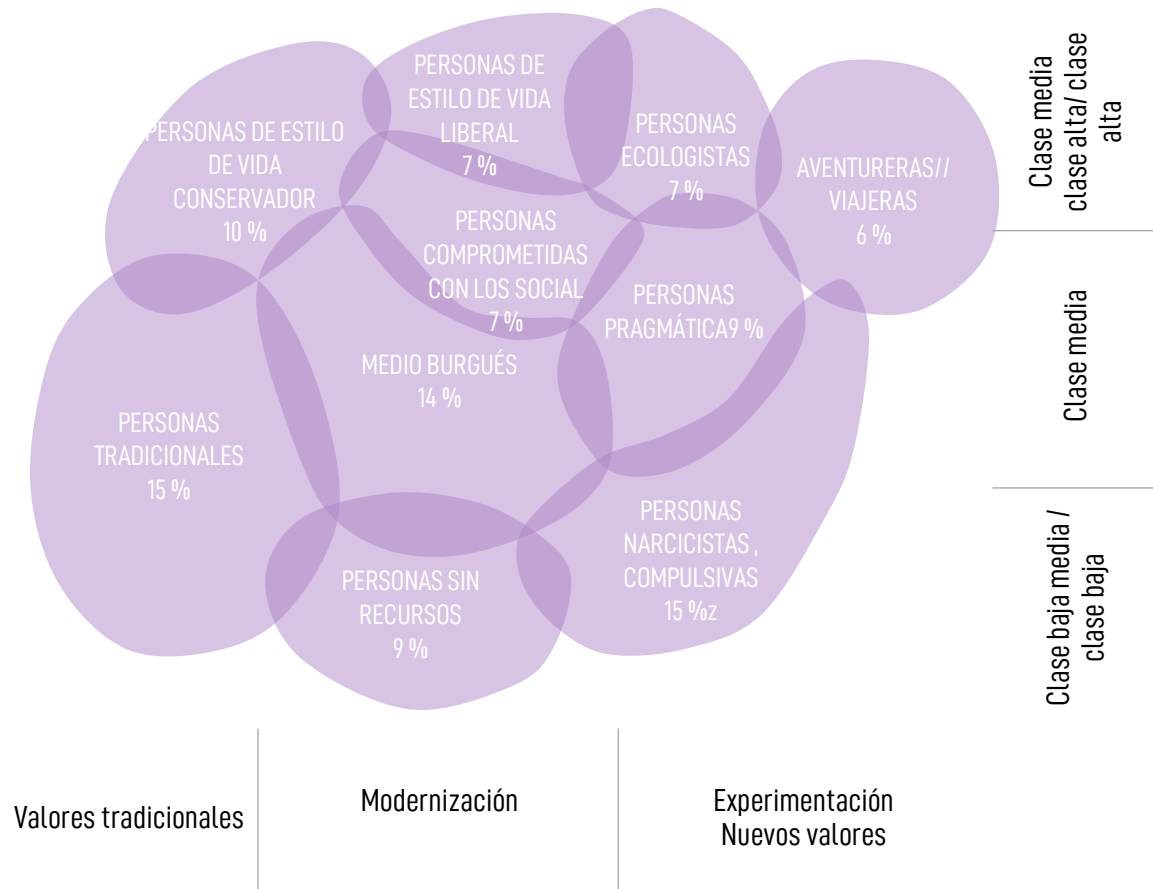 PERSONAS DE
ESTILO DE VIDA
LIBERAL
7 %
PERSONAS
ECOLOGISTAS
7 %
PERSONAS DE ESTILO
DE VIDA
CONSERVADOR
10 %
AVENTURERAS//
VIAJERAS
6 %
PERSONAS
COMPROMETIDAS
CON LOS SOCIAL
7 %
PERSONAS
PRAGMÁTICA9 %
MEDIO BURGUÉS
14 %
PERSONAS
TRADICIONALES
15 %
PERSONAS
NARCICISTAS ,
COMPULSIVAS
15 %z
PERSONAS SIN
RECURSOS
9 %
Clase media
clase alta/ clase
alta
Clase media
Clase baja media /
clase baja
Valores tradicionales
Modernización
Experimentación
Nuevos valores